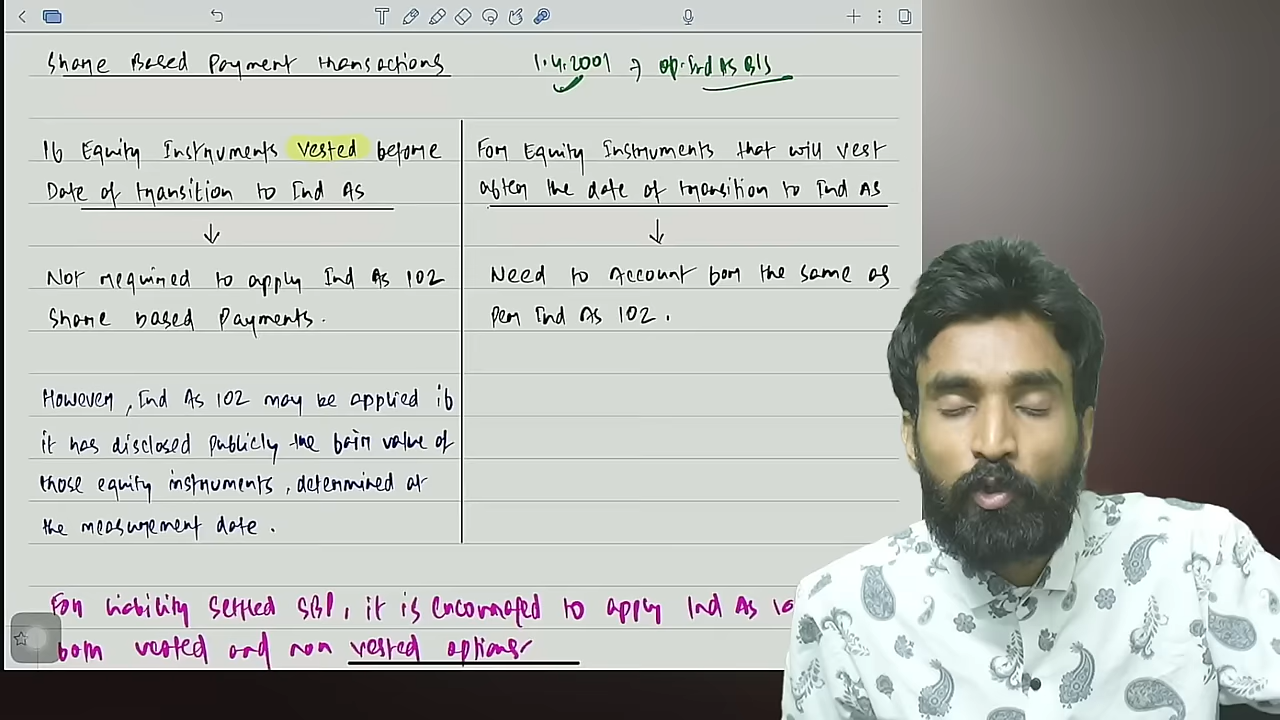 Share Based Payment transactions
1.4.2001 → op. Ind As B/S
If Equity Instruments vested before
Date of transition to Ind As
Not required to apply Ind As 102
Share based Payments.
However, Ind As 102 may be applied if
it has disclosed publicly the fair value of
those equity instruments, determined at
the measurement date.
For Equity Instruments that will vest
after the date of transition to Ind AS
Need to Account for the same as
Per Ind As 102.
For Liability Settled SBP, it is encouraged to apply Ind As
for vested and non vested options